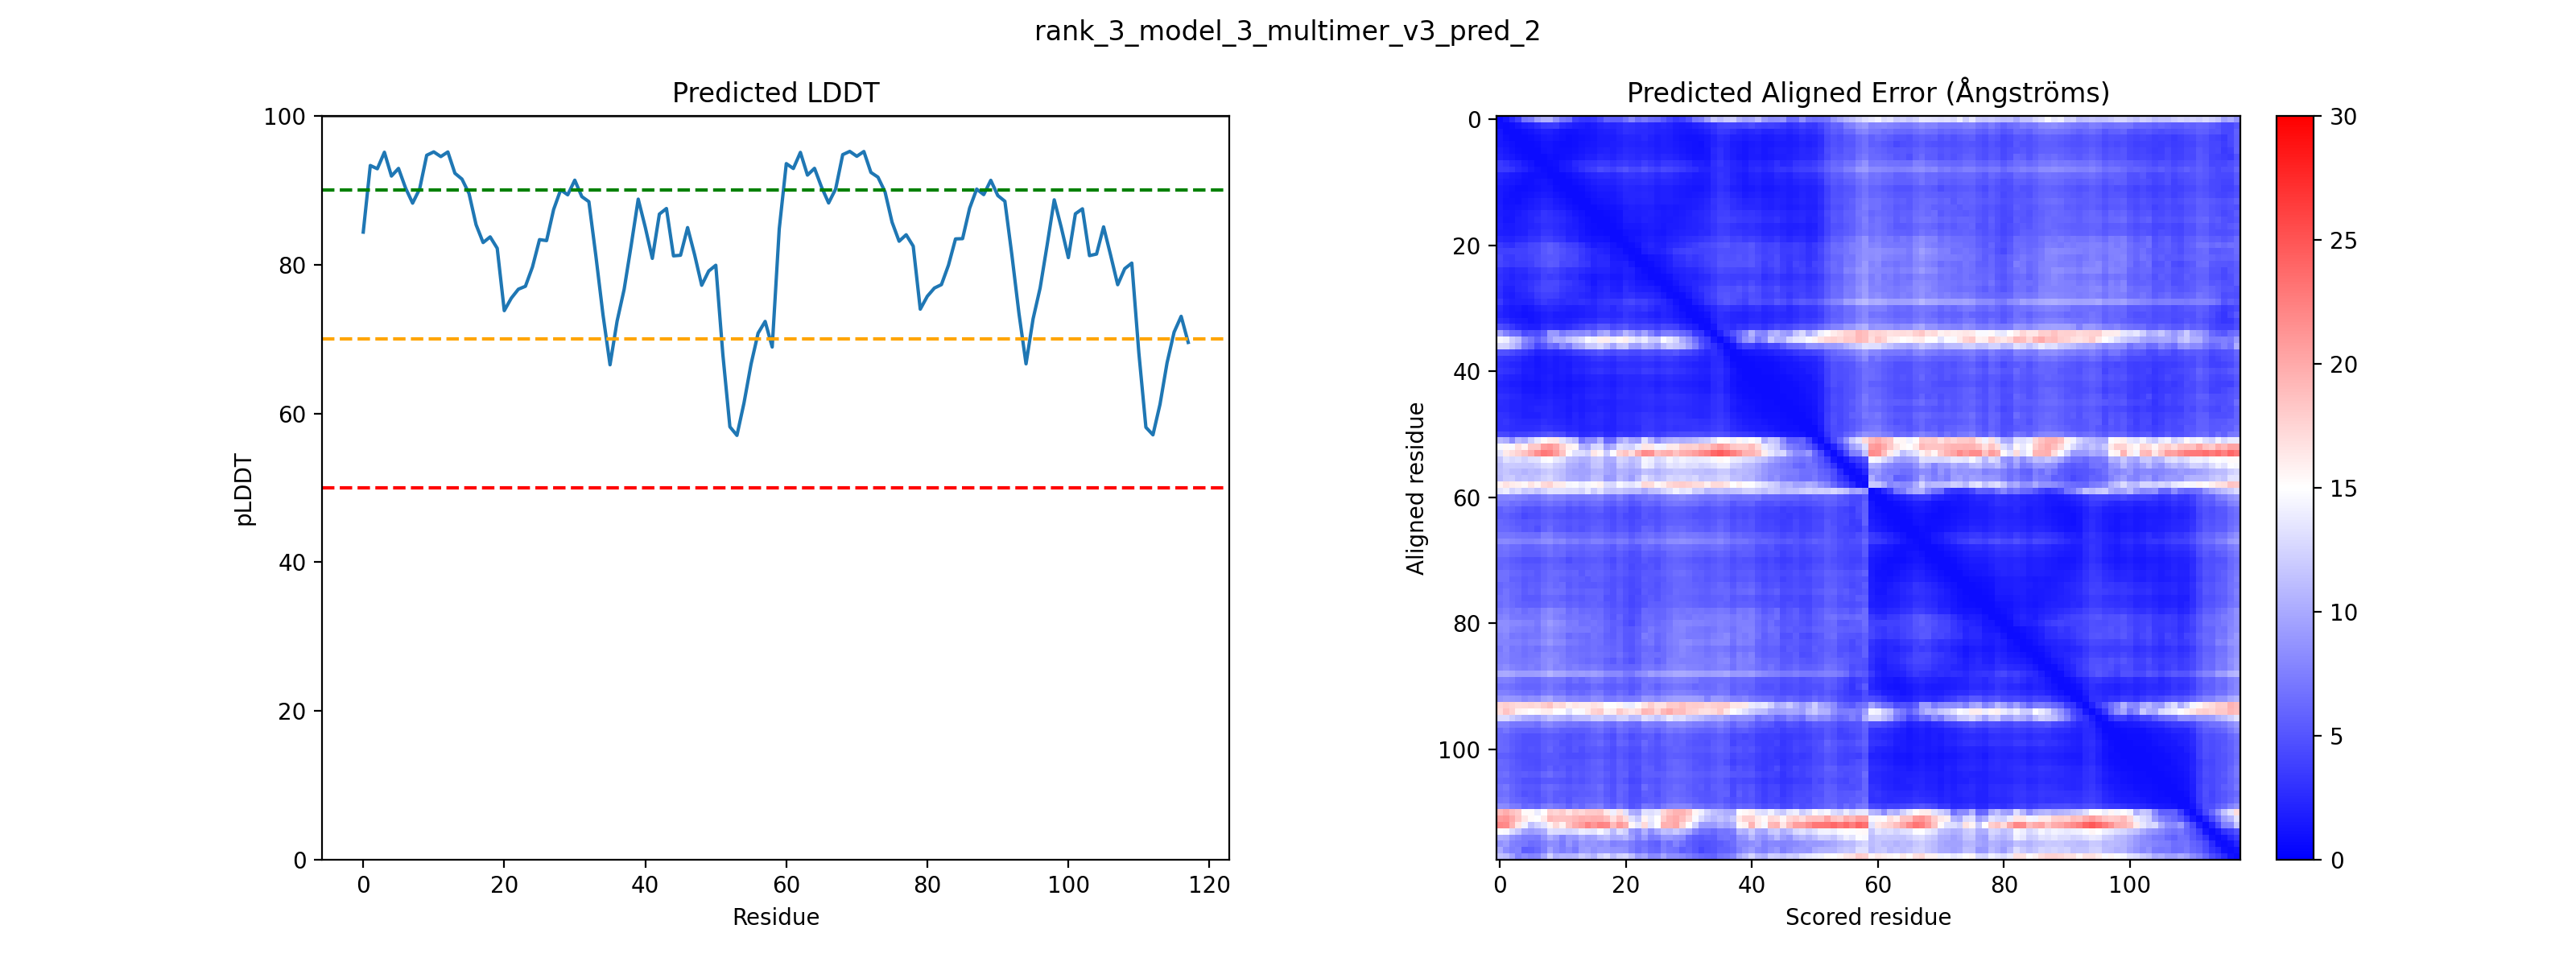 rank_3_model_3_multimer_v3_pred_2
Predicted LDDT
100
80
60
40
20
0
pLDDT
0 20 40 60 80 100 120
Residue
Predicted Aligned Error (Ångströms)
0
20
40
60
80
100
Aligned residue
0 20 40 60 80 100
Scored residue
30
25
20
15
10
5
0